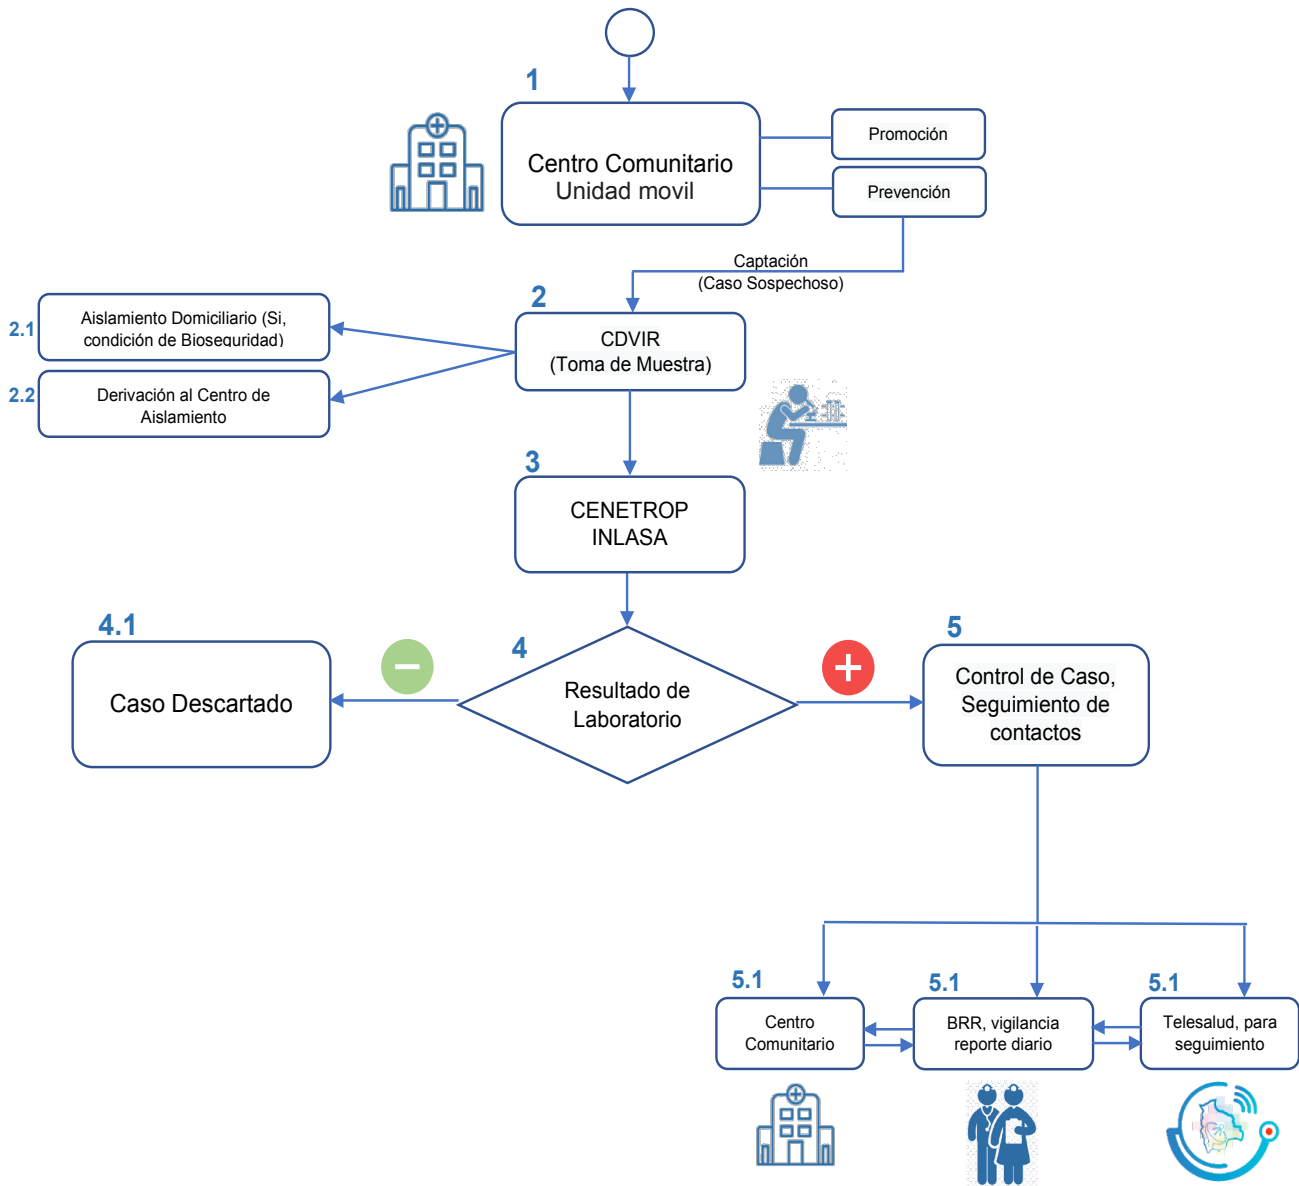 1
Centro Comunitario
Unidad movil
Promoción
Prevención
Captación
(Caso Sospechoso)
2
CDVIR
(Toma de Muestra)
2.1
Aislamiento Domiciliario (Si,
condición de Bioseguridad)
2.2
Derivación al Centro de
Aislamiento
3
CENETROP
INLASA
4
Resultado de
Laboratorio
4.1
Caso Descartado
5
Control de Caso,
Seguimiento de
contactos
5.1
Centro
Comunitario
5.1
BRR, vigilancia
reporte diario
5.1
Telesalud, para
seguimiento